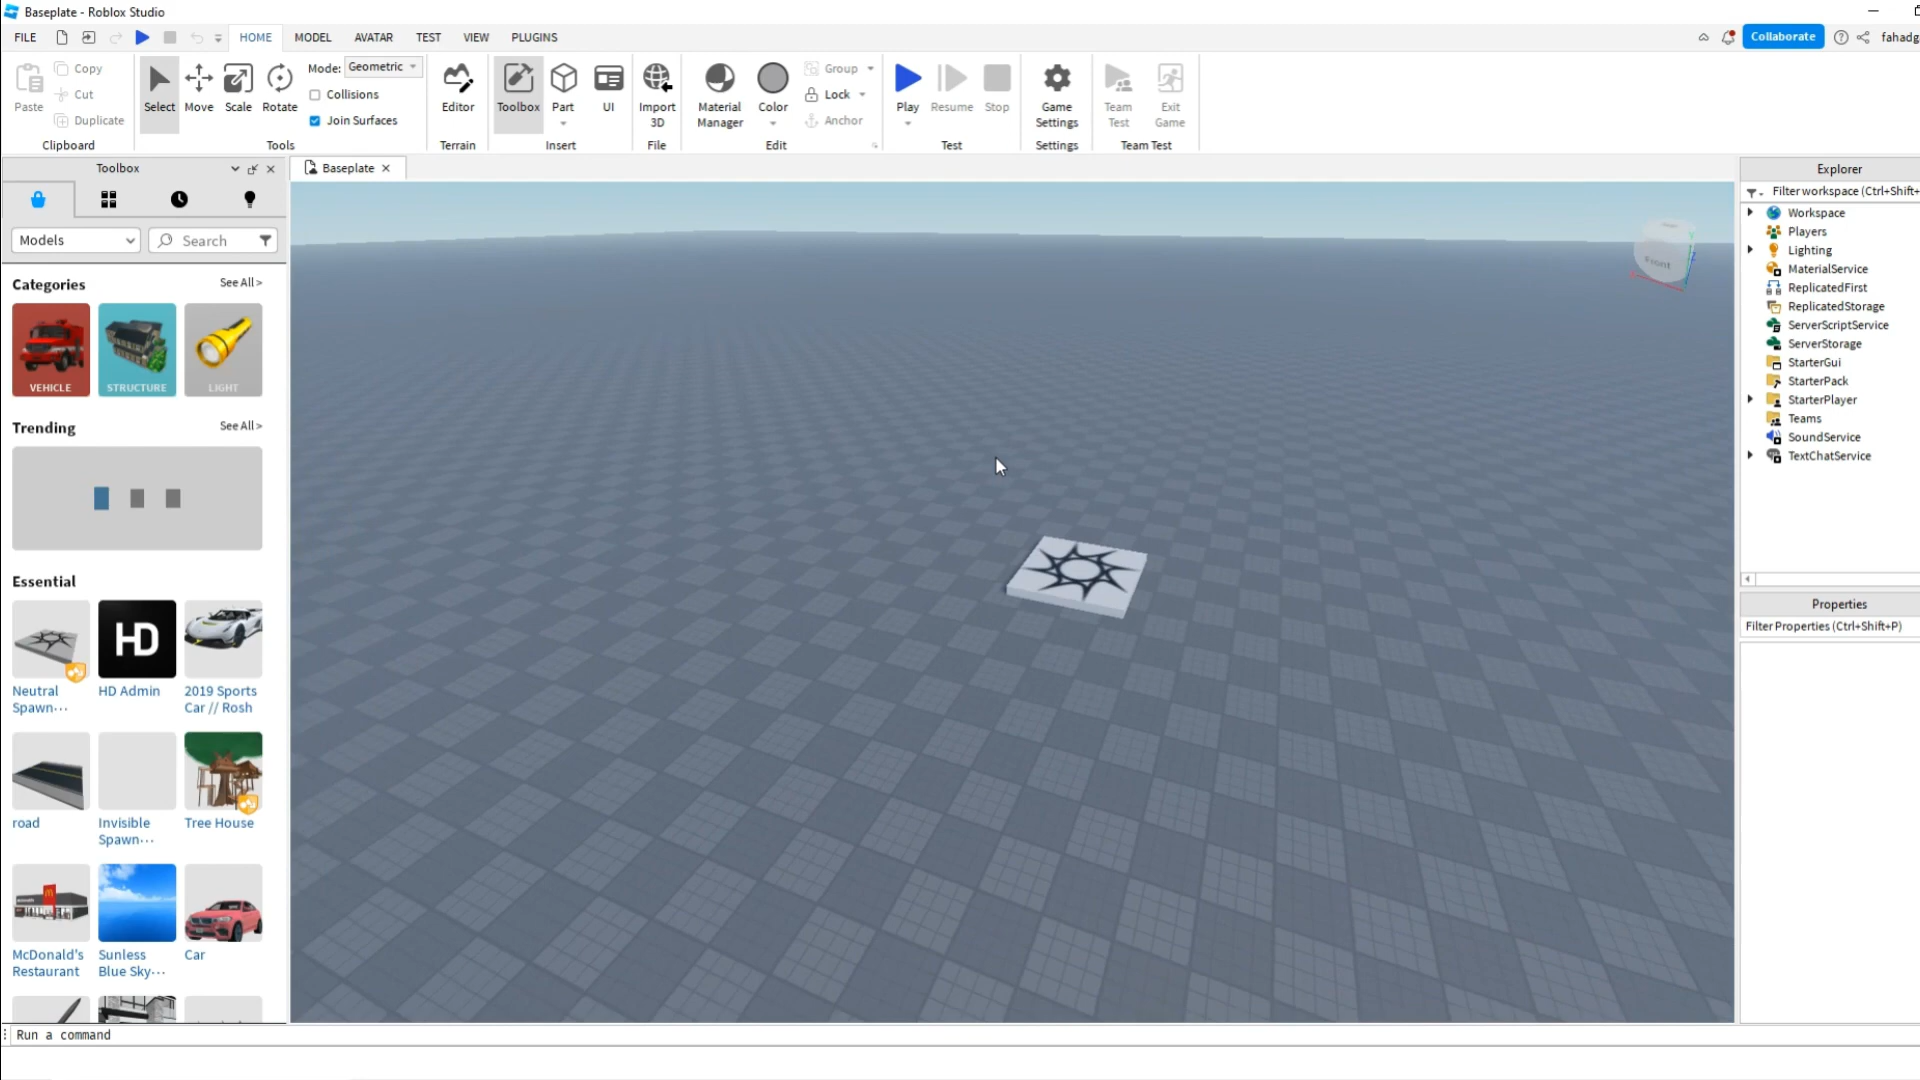 Baseplate - Roblox Studio
FILE
HOME
MODEL
AVATAR
TEST
VIEW
PLUGINS
Collaborate
fahadg
Paste
Copy
Cut
Duplicate
Clipboard
Select
Move
Scale
Rotate
Mode: Geometric
Collisions
Join Surfaces
Tools
Editor
Terrain
Toolbox
Part
UI
Insert
Import
3D
File
Material
Manager
Color
Group
Lock
Anchor
Edit
Play
Resume
Stop
Test
Game
Settings
Settings
Team
Test
Exit
Game
Team Test
Toolbox
Models
Search
Categories
See All >
VEHICLE
STRUCTURE
LIGHT
Trending
See All >
Essential
HD
Neutral
Spawn...
HD Admin
2019 Sports
Car // Rosh
road
Invisible
Spawn...
Tree House
McDonald's
Restaurant
Sunless
Blue Sky...
Car
Baseplate
Front
Explorer
Filter workspace (Ctrl+Shift+
Workspace
Players
Lighting
MaterialService
ReplicatedFirst
ReplicatedStorage
ServerScriptService
ServerStorage
StarterGui
StarterPack
StarterPlayer
Teams
SoundService
TextChatService
Properties
Filter Properties (Ctrl+Shift+P)
Run a command